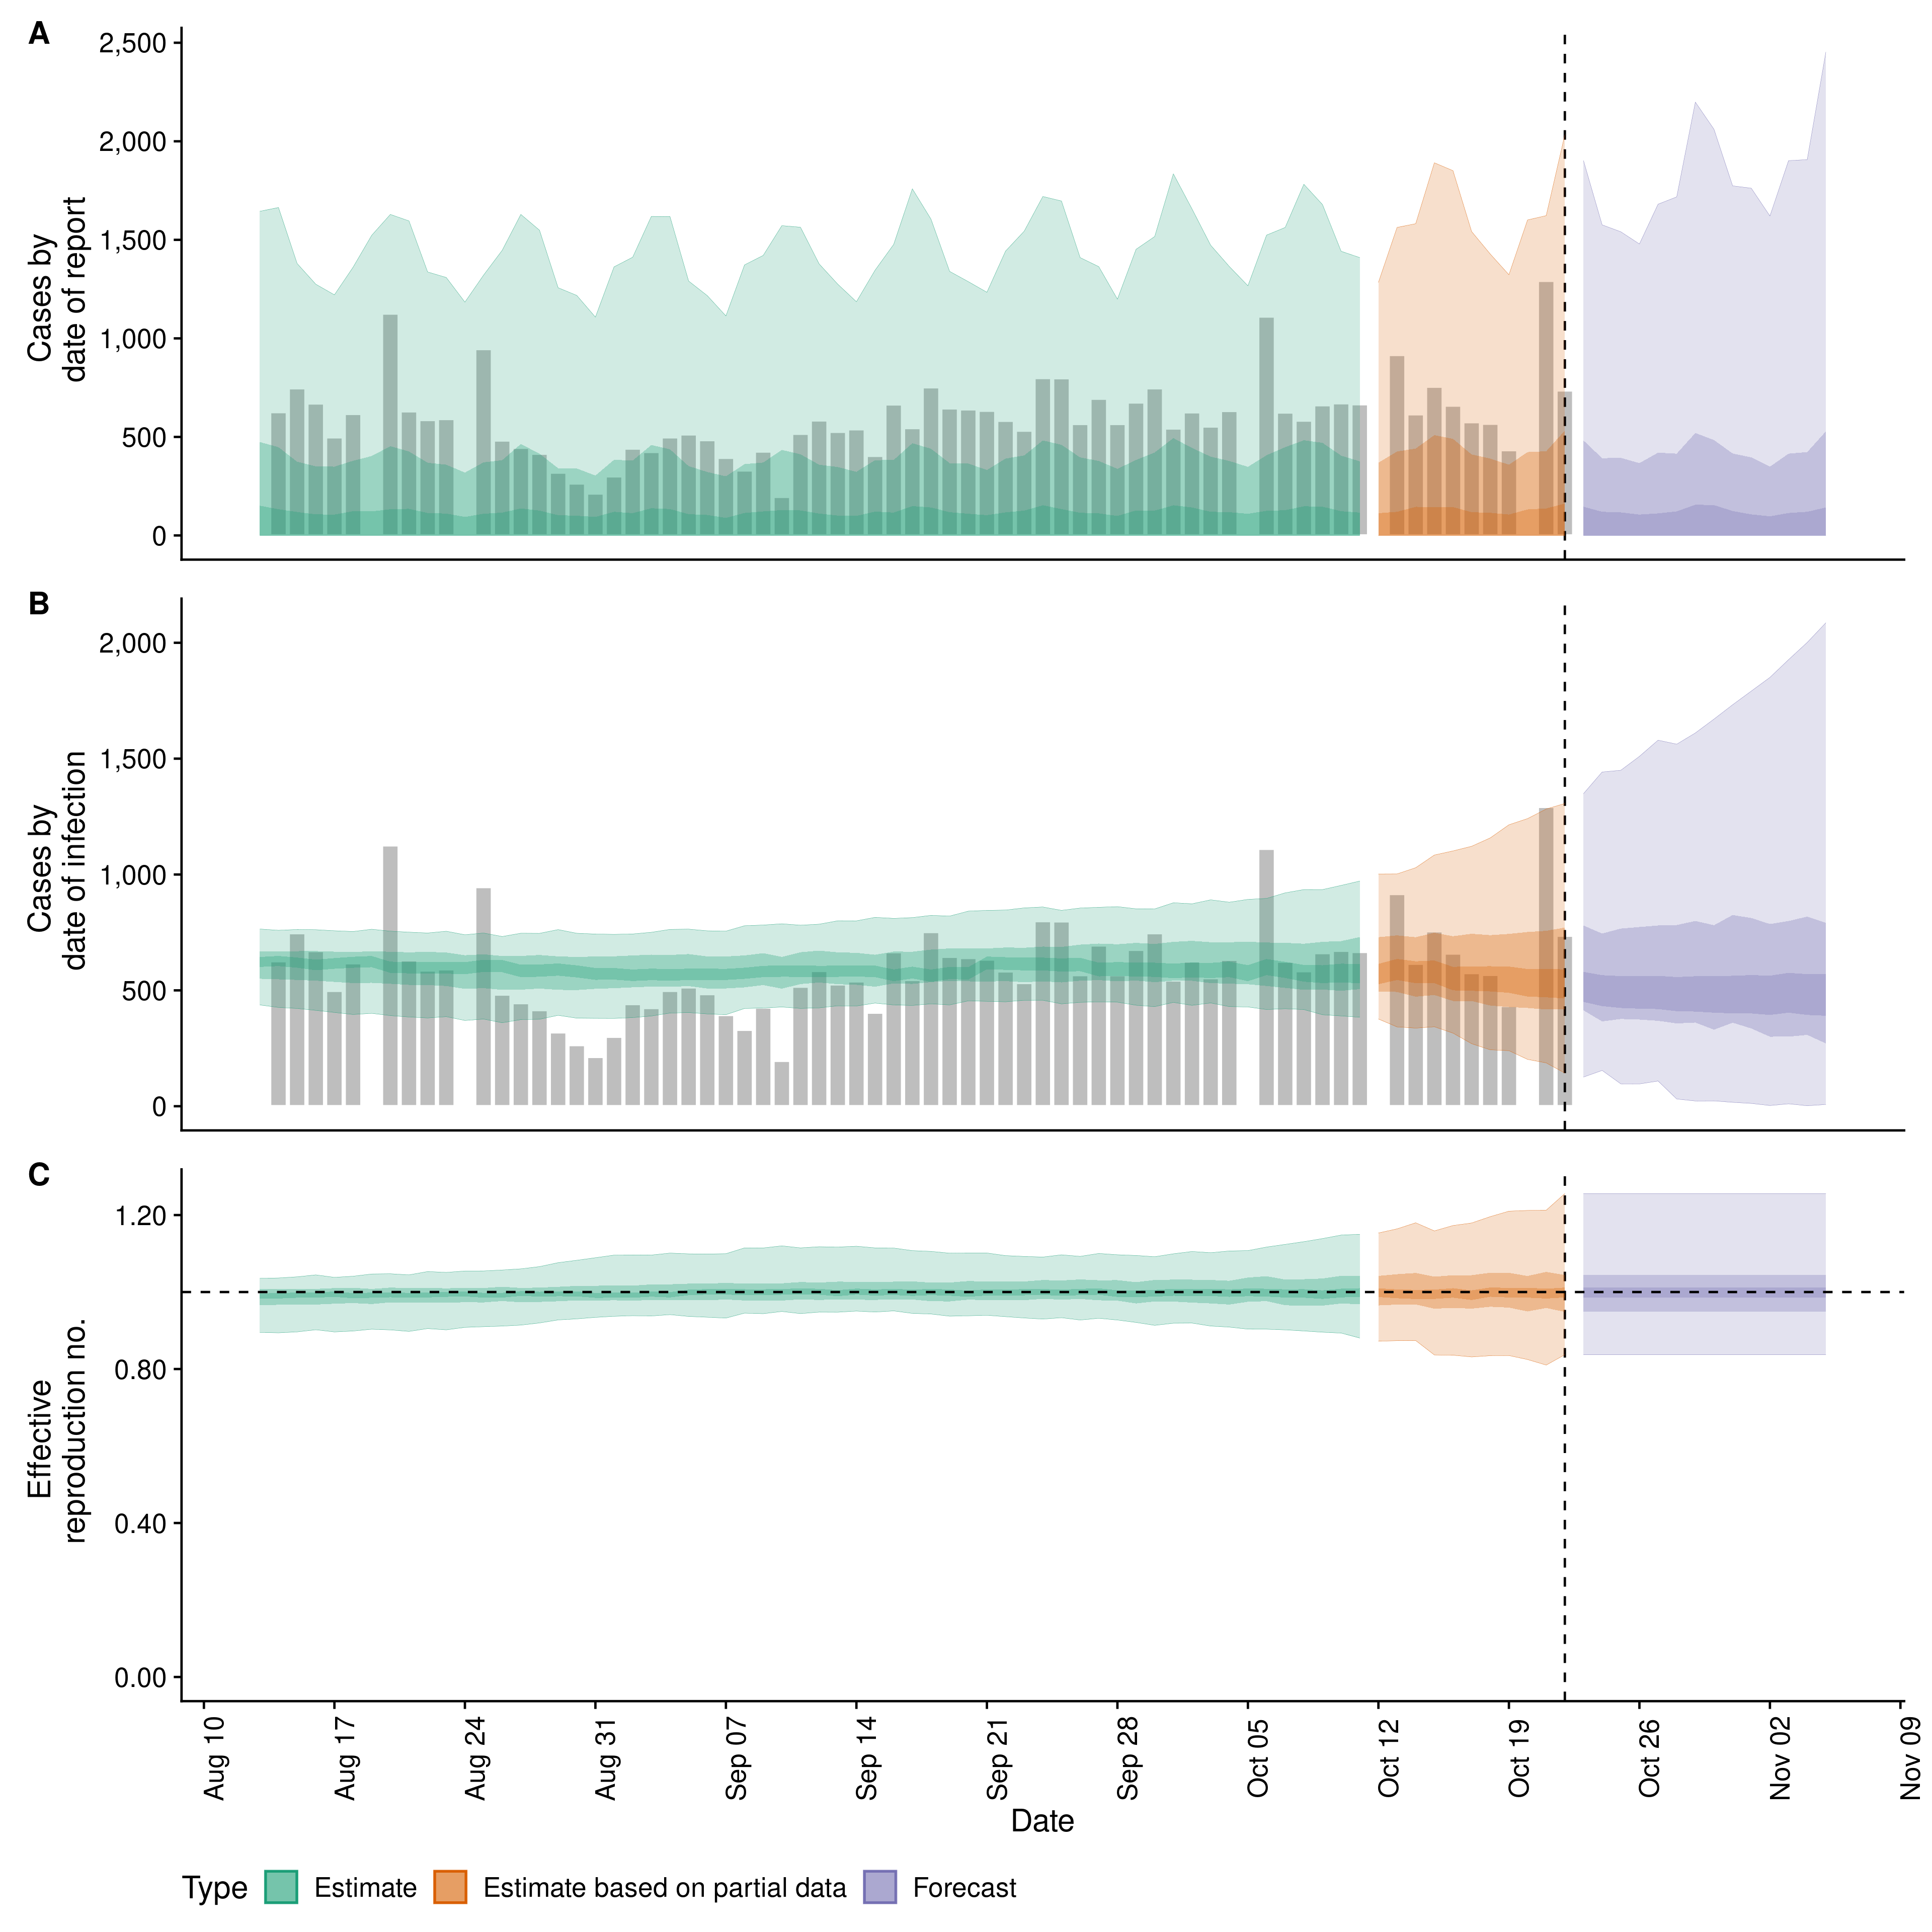 A
2,500
2,000
1,500
1,000
500
0
Cases by
date of report
B
2,000
1,500
1,000
500
0
Cases by
date of infection
C
1.20
0.80
0.40
0.00
Effective
reproduction no.
Aug 10
Aug 17
Aug 24
Aug 31
Sep 07
Sep 14
Sep 21
Sep 28
Oct 05
Oct 12
Oct 19
Oct 26
Nov 02
Nov 09
Date
Type Estimate Estimate based on partial data Forecast